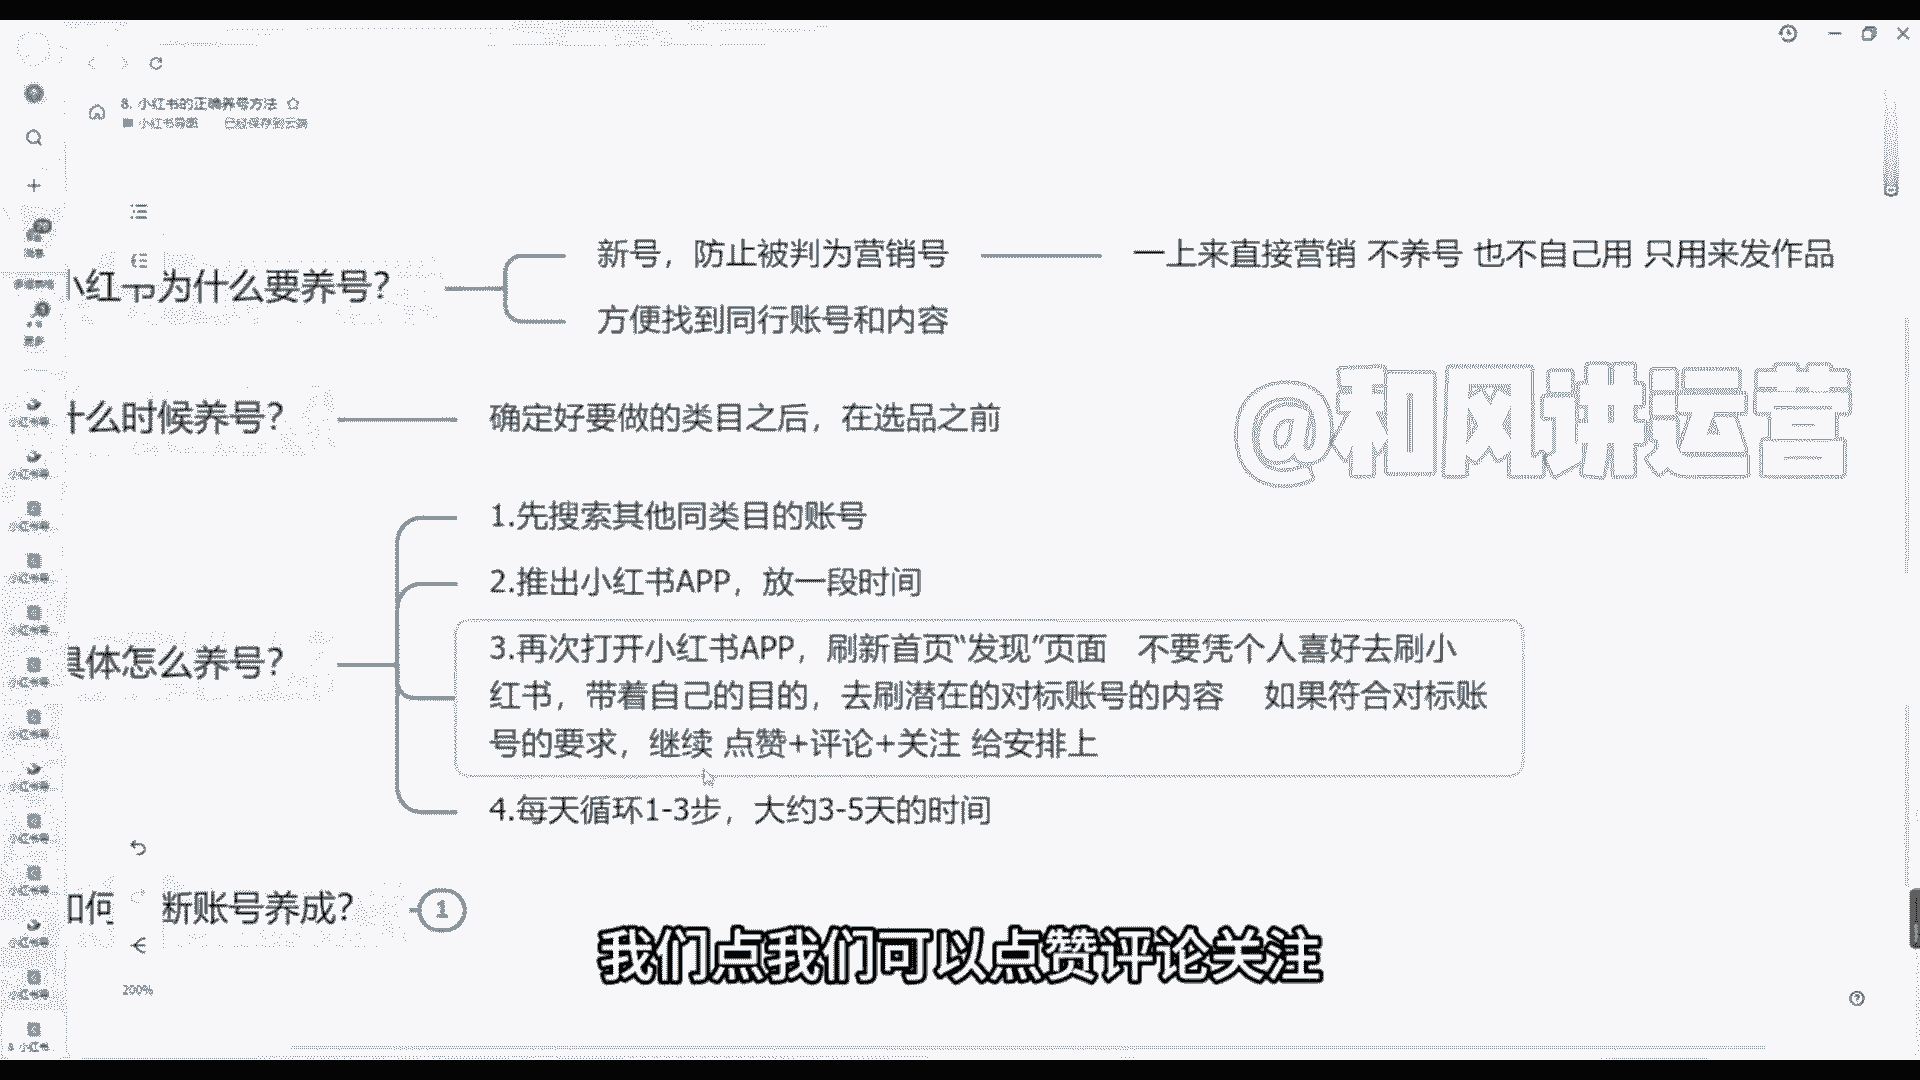 8. 小红书的正确养号方法
小红书导图 已经保存到云端
小红书为什么要养号?
新号，防止被判为营销号
一上来直接营销 不养号 也不自己用 只用来发作品
方便找到同行账号和内容
@和风讲运营
什么时候养号?
确定好要做的类目之后，在选品之前
1.先搜索其他同类目的账号
2.推出小红书APP，放一段时间
具体怎么养号?
3.再次打开小红书APP，刷新首页“发现”页面 不要凭个人喜好去刷小
红书，带着自己的目的，去刷潜在的对标账号的内容 如果符合对标账
号的要求，继续 点赞+评论+关注 给安排上
4.每天循环1-3步，大约3-5天的时间
如何 断账号养成?
1
我们点我们可以点赞评论关注
200%